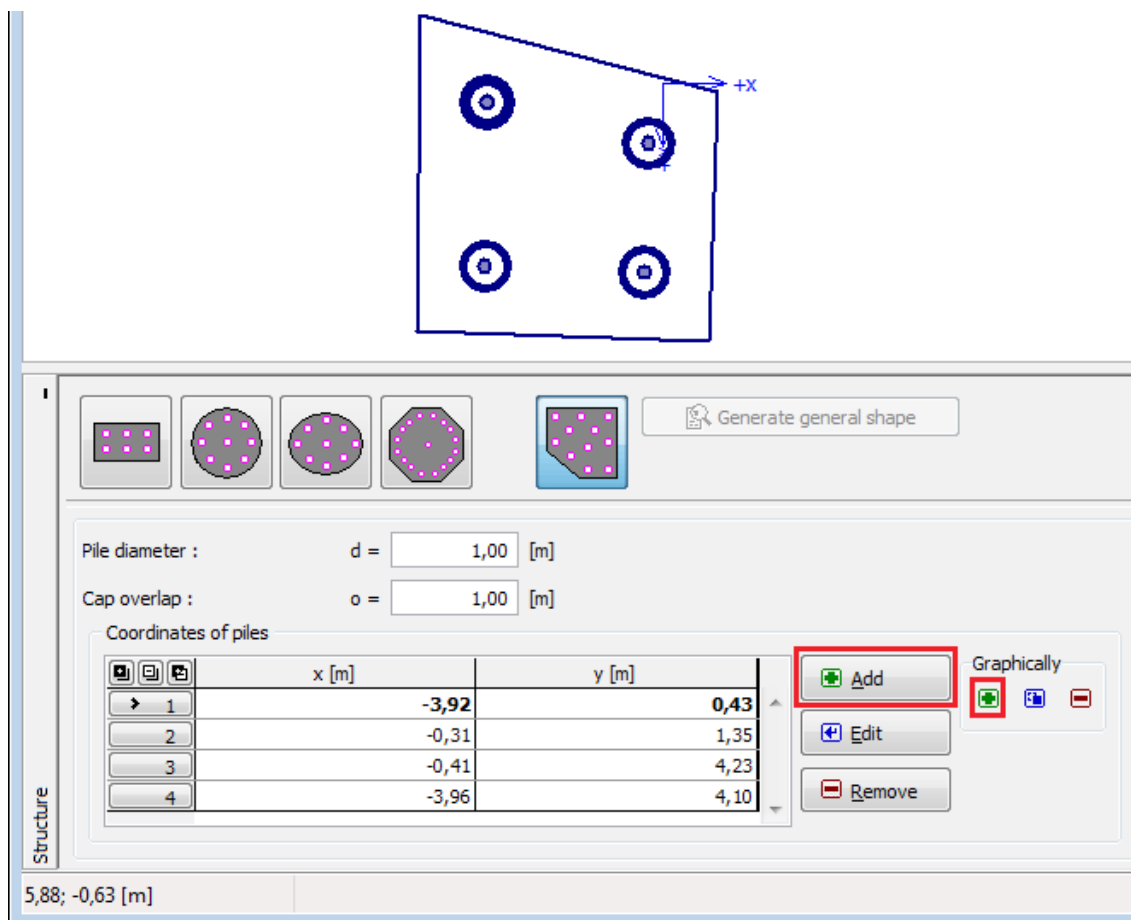 +x
+
Generate general shape
Pile diameter : d = 1,00 [m]
Cap overlap : o = 1,00 [m]
Coordinates of piles
x [m] y [m]
1 -3,92 0,43
2 -0,31 1,35
3 -0,41 4,23
4 -3,96 4,10
Add
Edit
Remove
Graphically
Structure
5,88; -0,63 [m]